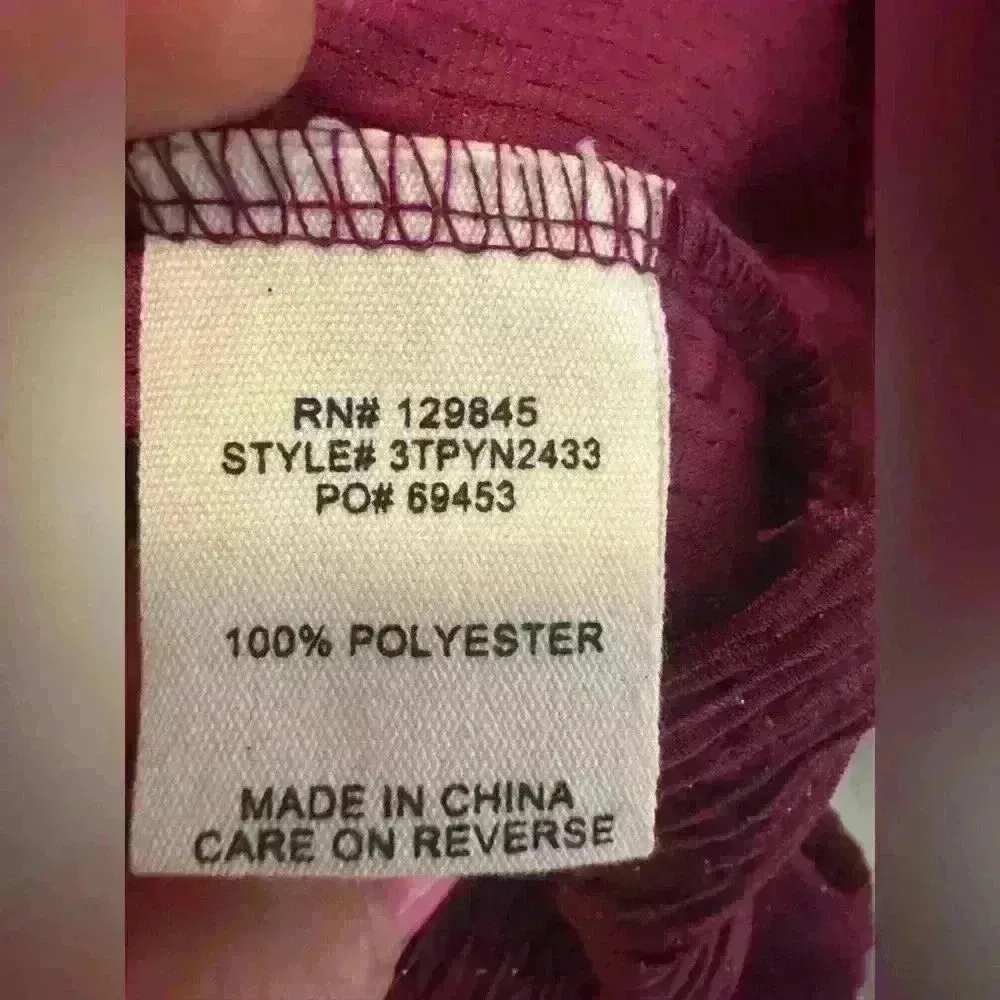 RN# 129845
STYLE# 3TPYN2433
PO# 69453
100% POLYESTER
MADE IN CHINA
CARE ON REVERSE